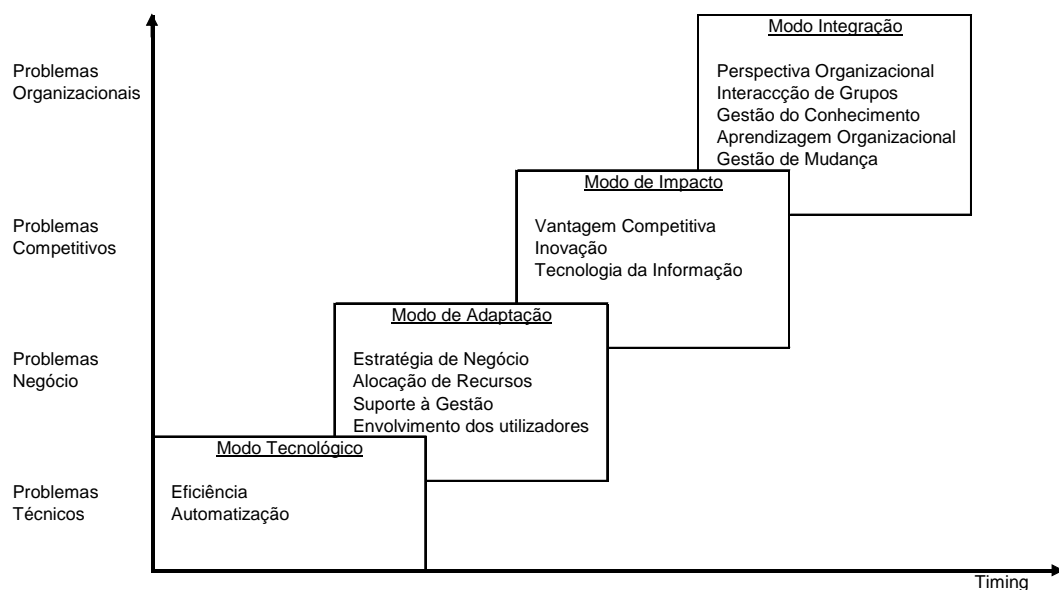 Modo Integração
Problemas
Organizacionais
Perspectiva Organizacional
Interaccção de Grupos
Gestão do Conhecimento
Aprendizagem Organizacional
Gestão de Mudança
Modo de Impacto
Problemas
Competitivos
Vantagem Competitiva
Inovação
Tecnologia da Informação
Modo de Adaptação
Problemas
Negócio
Estratégia de Negócio
Alocação de Recursos
Suporte à Gestão
Envolvimento dos utilizadores
Modo Tecnológico
Problemas
Técnicos
Eficiência
Automatização
Timing